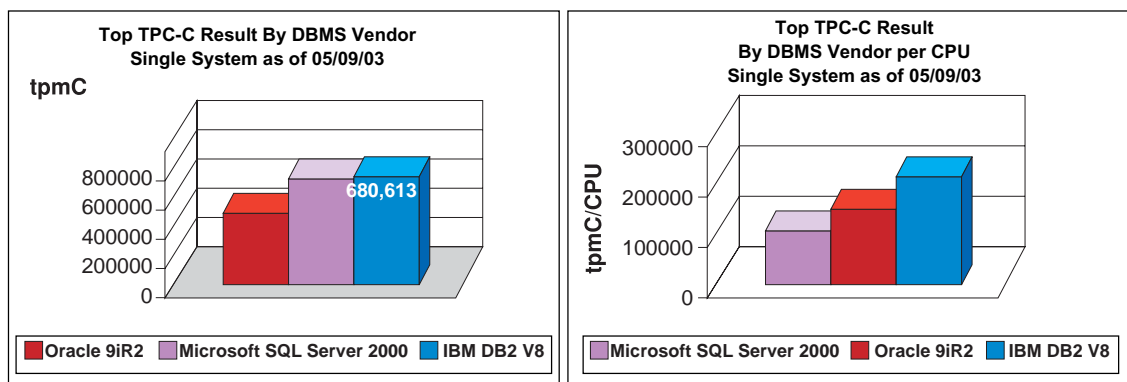 Top TPC-C Result By DBMS Vendor
Single System as of 05/09/03
tpmC
800000
600000
400000
200000
0
680,613
Oracle 9iR2 Microsoft SQL Server 2000 IBM DB2 V8
Top TPC-C Result
By DBMS Vendor per CPU
Single System as of 05/09/03
tpmC/CPU
300000
200000
100000
0
Microsoft SQL Server 2000 Oracle 9iR2 IBM DB2 V8